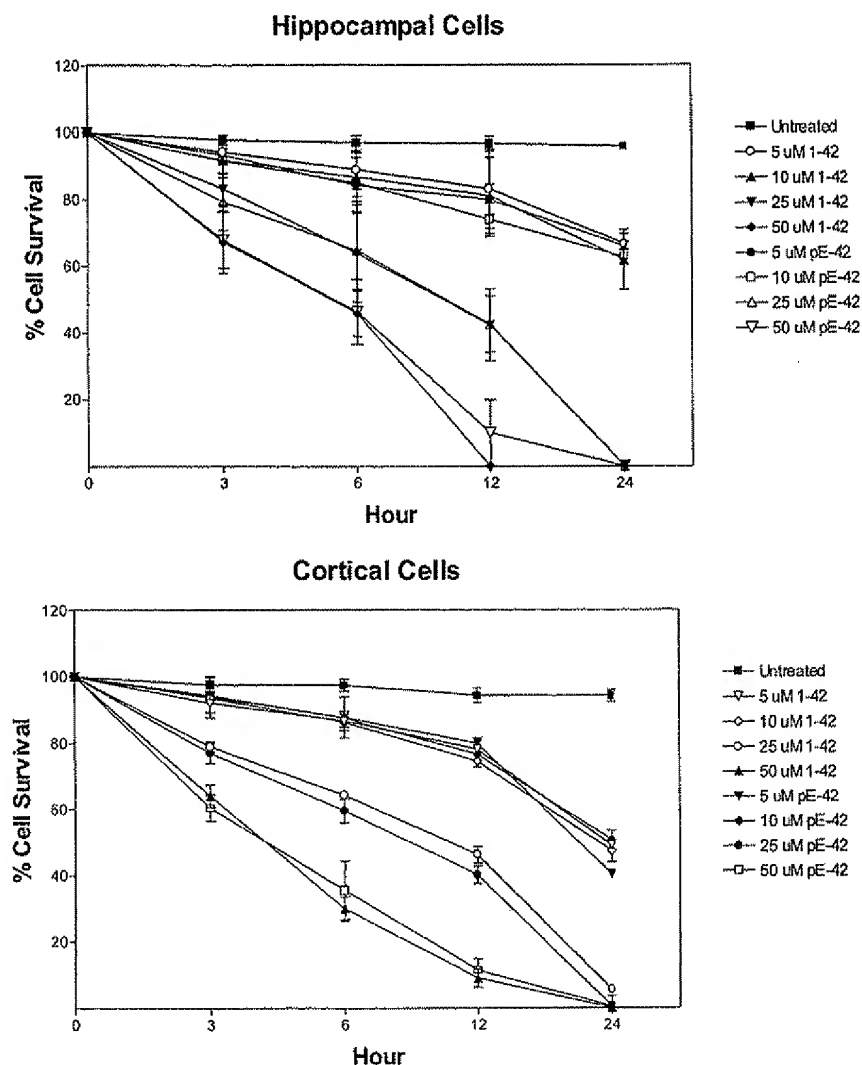 Hippocampal Cells
120
100
80
60
40
20
% Cell Survival
0
3
6
12
24
Hour
Untreated
5 uM 1-42
10 uM 1-42
25 uM 1-42
50 uM 1-42
5 uM pE-42
10 uM pE-42
25 uM pE-42
50 uM pE-42
Cortical Cells
120
100
80
60
40
20
% Cell Survival
0
3
6
12
24
Hour
Untreated
5 uM 1-42
10 uM 1-42
25 uM 1-42
50 uM 1-42
5 uM pE-42
10 uM pE-42
25 uM pE-42
50 uM pE-42